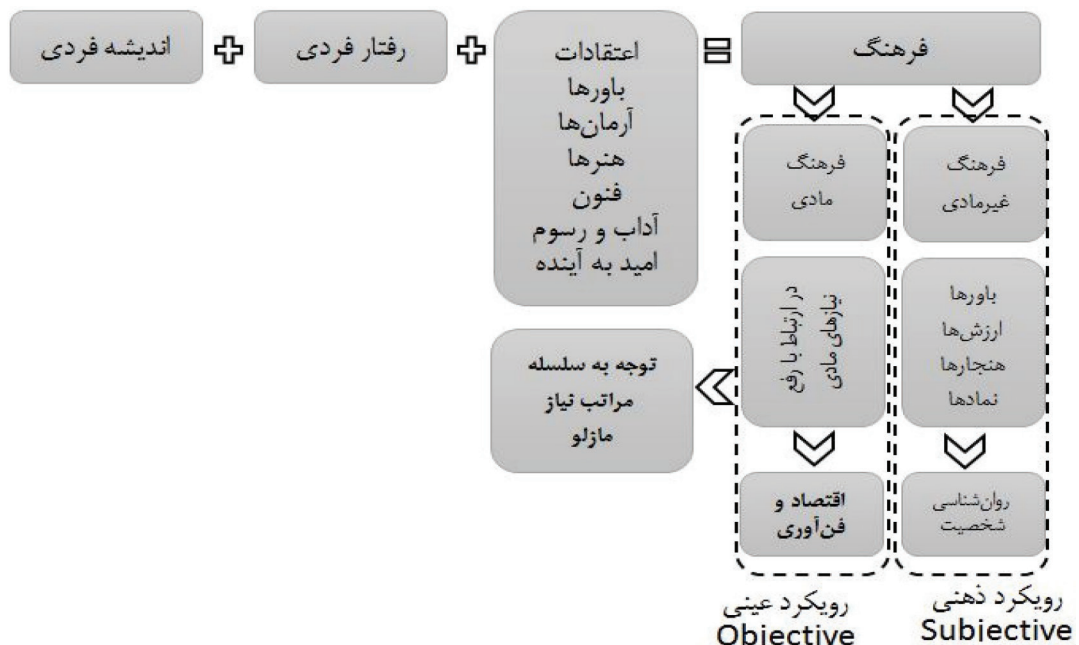 فرهنگ
اعتقادات
باورها
آرمان‌ها
هنرها
فنون
آداب و رسوم
امید به آینده
رفتار فردی
اندیشه فردی
فرهنگ
غیرمادی
فرهنگ
مادی
باورها
ارزش‌ها
هنجارها
نمادها
در ارتباط با رفع
نیازهای مادی
توجه به سلسله
مراتب نیاز
مازلو
روان‌شناسی
شخصیت
اقتصاد و
فن‌آوری
رویکرد ذهنی
Subjective
رویکرد عینی
Objective